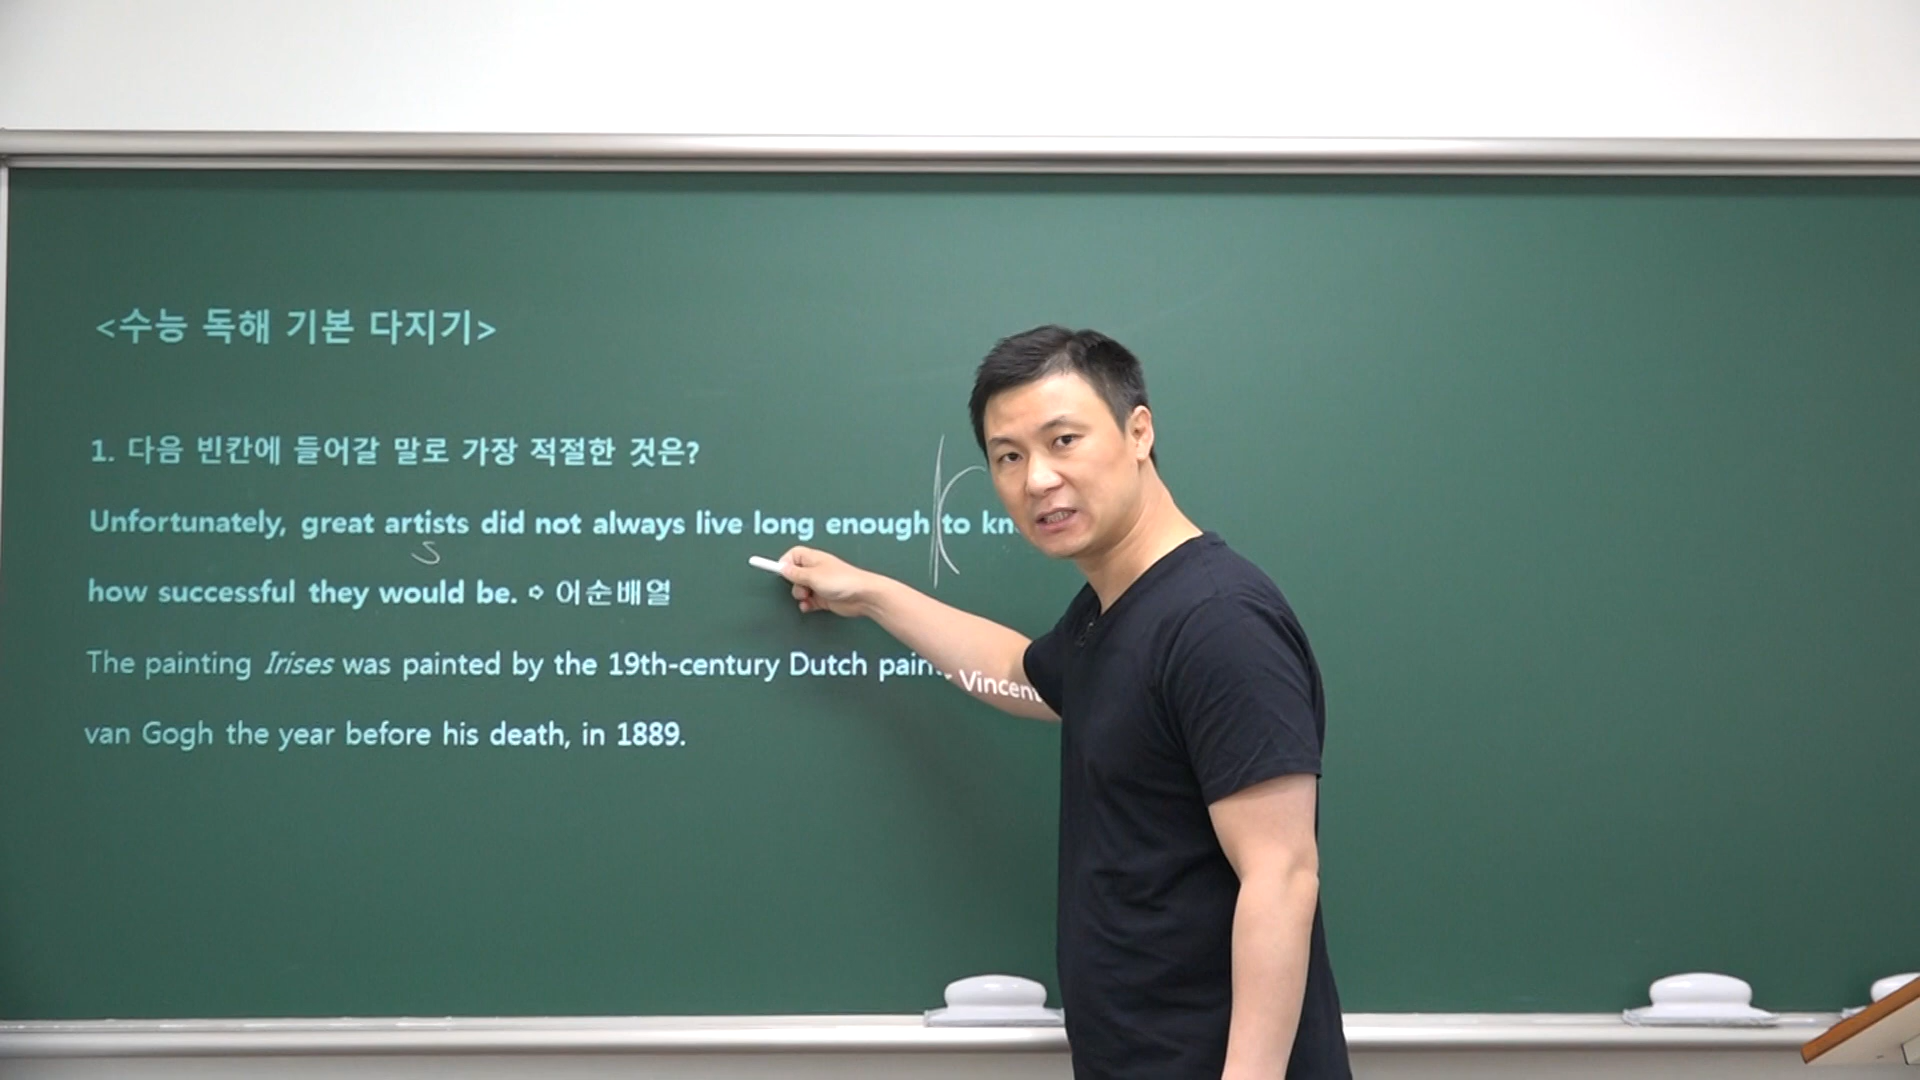 <수능 독해 기본 다지기>
1. 다음 빈칸에 들어갈 말로 가장 적절한 것은?
Unfortunately, great artists did not always live long enough to
S
how successful they would be. ➪ 어순배열
The painting Irises was painted by the 19th-century Dutch Vincent
van Gogh the year before his death, in 1889.